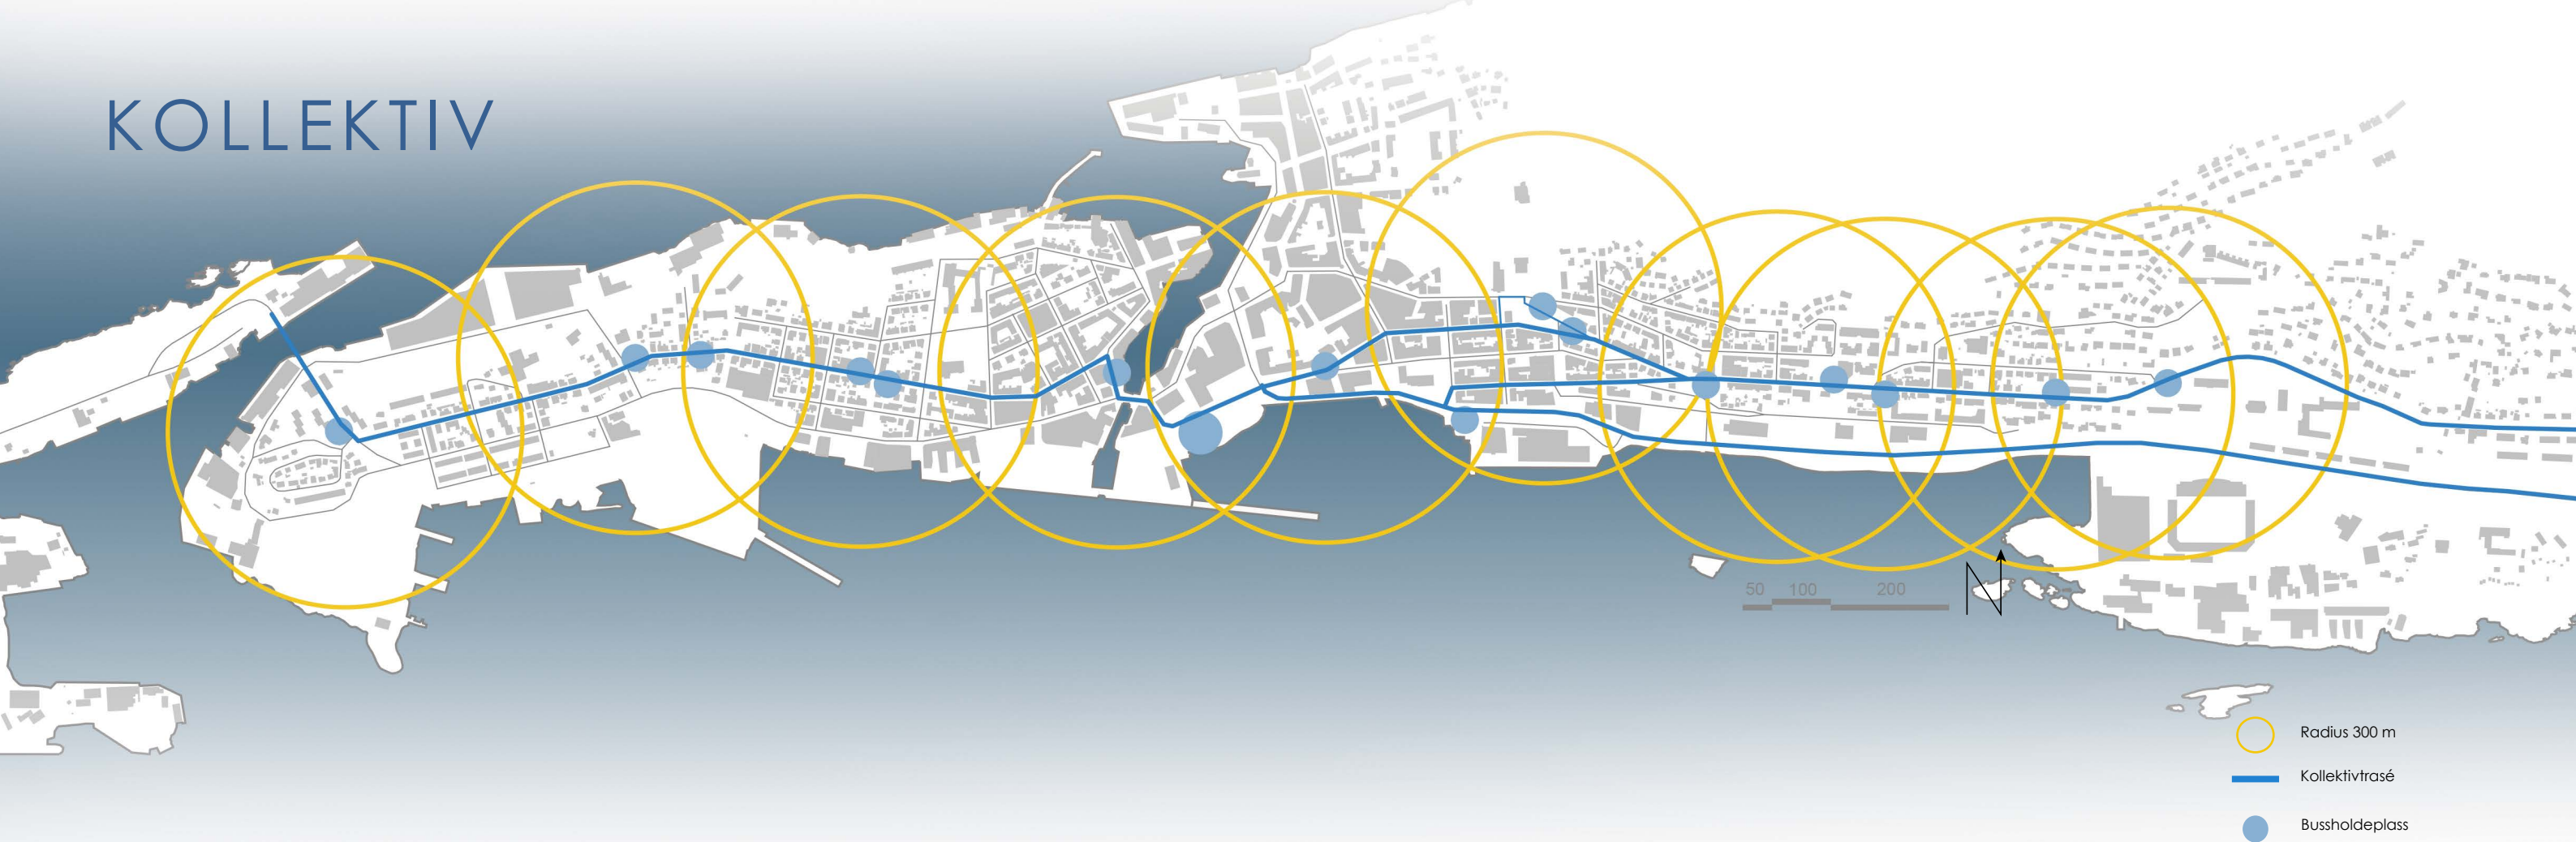 KOLLEKTIV
50 100 200
N
Radius 300 m
Kollektivtrasé
Bussholdeplass